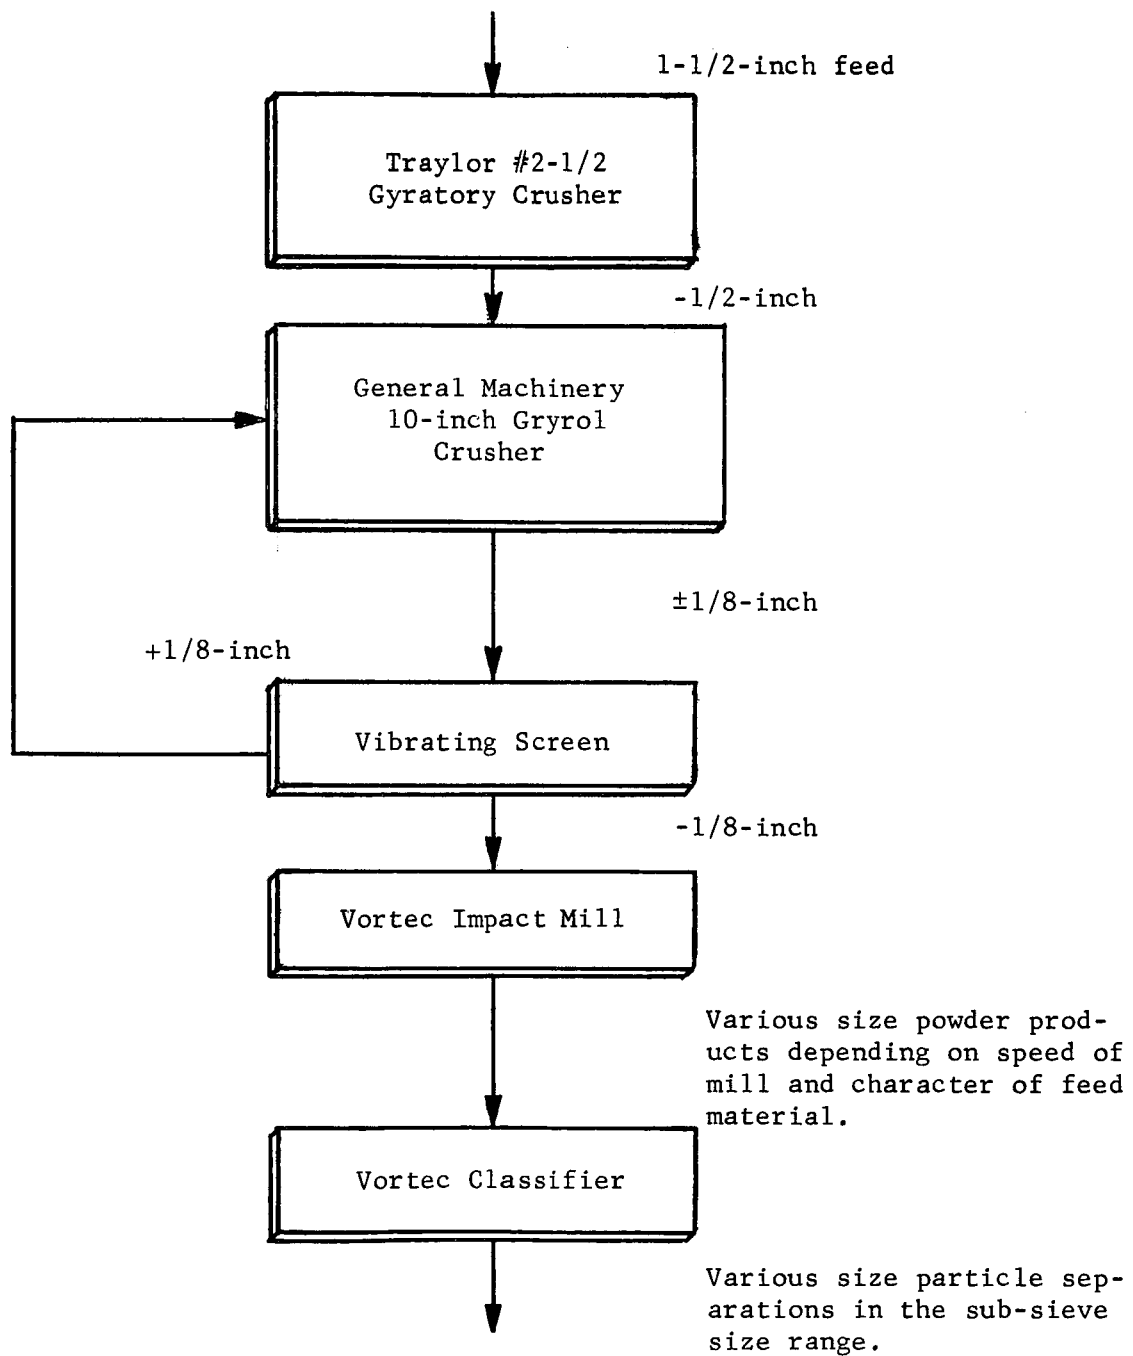 1-1/2-inch feed
Traylor #2-1/2
Gyratory Crusher
-1/2-inch
General Machinery
10-inch Gryrol
Crusher
±1/8-inch
+1/8-inch
Vibrating Screen
-1/8-inch
Vortec Impact Mill
Various size powder prod-
ucts depending on speed of
mill and character of feed
material.
Vortec Classifier
Various size particle sep-
arations in the sub-sieve
size range.